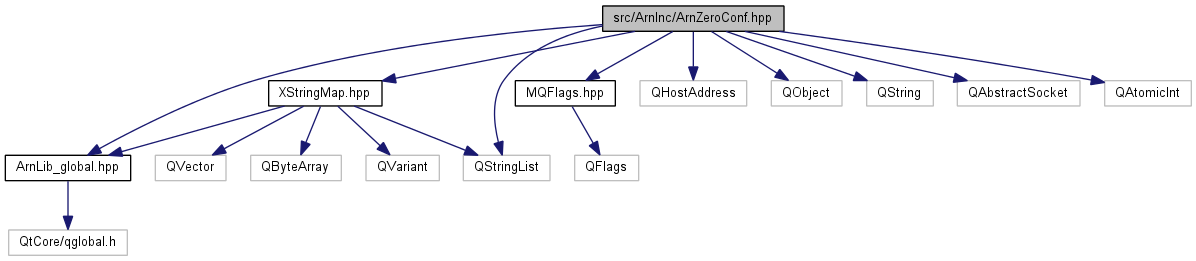 src/ArnInc/ArnZeroConf.hpp
XStringMap.hpp
MQFlags.hpp
QHostAddress
QObject
QString
QAbstractSocket
QAtomicInt
ArnLib_global.hpp
QVector
QByteArray
QVariant
QStringList
QFlags
QtCore/qglobal.h